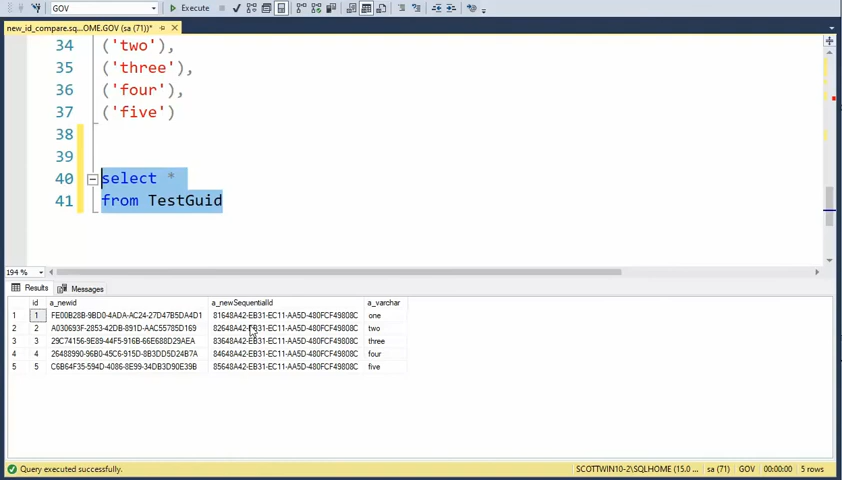 GOV
Execute
new_id_compare.sq...OME.GOV (sa (71))*
34 ('two'),
35 ('three'),
36 ('four'),
37 ('five')
38
39
40 select *
41 from TestGuid
194 %
Results Messages
id a_newid a_newSequentialId a_varchar
1 1 FE00B28B-9BD0-4ADA-AC24-27D47B5DA4D1 81648A42-EB31-EC11-AA5D-480FCF49808C one
2 2 A030693F-2853-42DB-891D-AAC55785D169 82648A42-EB31-EC11-AA5D-480FCF49808C two
3 3 29C74156-9E89-44F5-916B-66E688D29AEA 83648A42-EB31-EC11-AA5D-480FCF49808C three
4 4 26488990-96B0-45C6-915D-8B3DD5D24B7A 84648A42-EB31-EC11-AA5D-480FCF49808C four
5 5 C6B64F35-594D-4086-8E99-34DB3D90E39B 85648A42-EB31-EC11-AA5D-480FCF49808C five
Query executed successfully.
SCOTTWIN10-2\SQLHOME (15.0 ... sa (71) GOV 00:00:00 5 rows